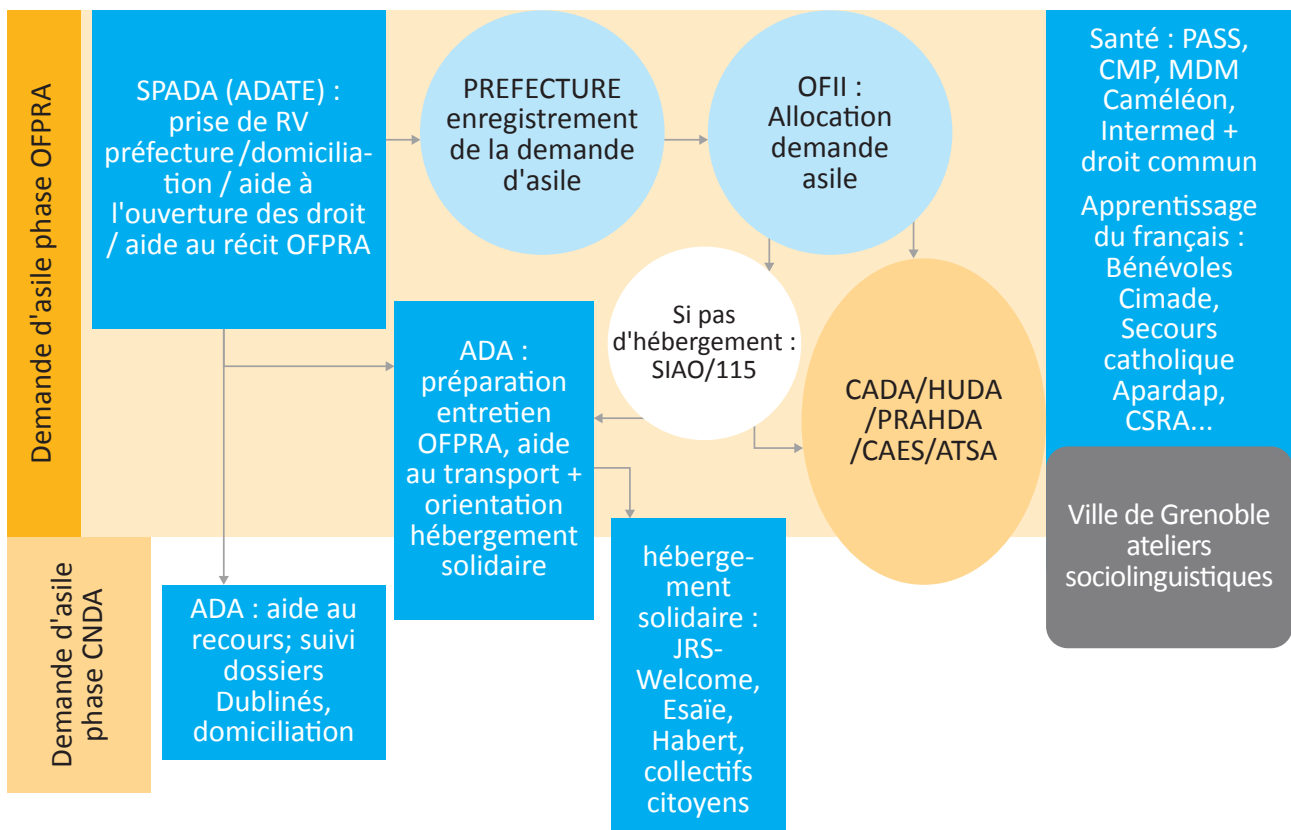 Demande d'asile phase OFPRA
SPADA (ADATE) :
prise de RV
préfecture/domicilia-
tion / aide à
l'ouverture des droit
/ aide au récit OFPRA
PREFECTURE
enregistrement
de la demande
d'asile
OFII :
Allocation
demande
asile
Si pas
d'hébergement :
SIAO/115
CADA/HUDA
/PRAHDA
/CAES/ATSA
ADA :
préparation
entretien
OFPRA, aide
au transport +
orientation
hébergement
solidaire
héberge-
ment
solidaire :
JRS-
Welcome,
Esaïe,
Habert,
collectifs
citoyens
Demande d'asile
phase CNDA
ADA : aide au
recours; suivi
dossiers
Dublinés,
domiciliation
Santé : PASS,
CMP, MDM
Caméléon,
Intermed +
droit commun
Apprentissage
du français :
Bénévoles
Cimade,
Secours
catholique
Apardap,
CSRA...
Ville de Grenoble
ateliers
sociolinguistiques